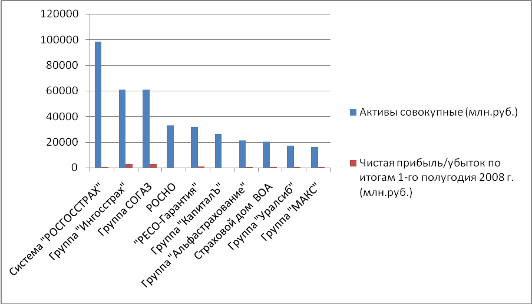 120000
100000
80000
60000
40000
20000
0
Система "РОСГОССТРАХ"
Группа "Ингосстрах"
Группа СОГАЗ
РОСНО
"РЕСО-Гарантия"
Группа "Капиталъ"
Группа "Альфастрахование"
Страховой дом ВОА
Группа "Уралсиб"
Группа "МАКС"
Активы совокупные (млн.руб.)
Чистая прибыль/убыток по
итогам 1-го полугодия 2008 г.
(млн.руб.)